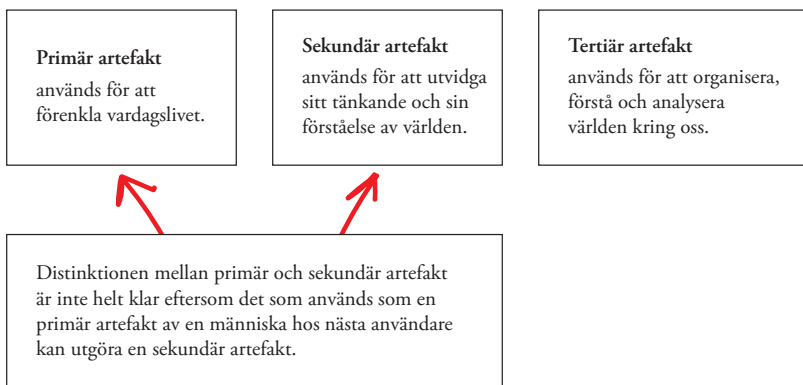 Primär artefakt
används för att
förenkla vardagslivet.
Sekundär artefakt
används för att utvidga
sitt tänkande och sin
förståelse av världen.
Tertiär artefakt
används för att organisera,
förstå och analysera
världen kring oss.
Distinktionen mellan primär och sekundär artefakt
är inte helt klar eftersom det som används som en
primär artefakt av en människa hos nästa användare
kan utgöra en sekundär artefakt.